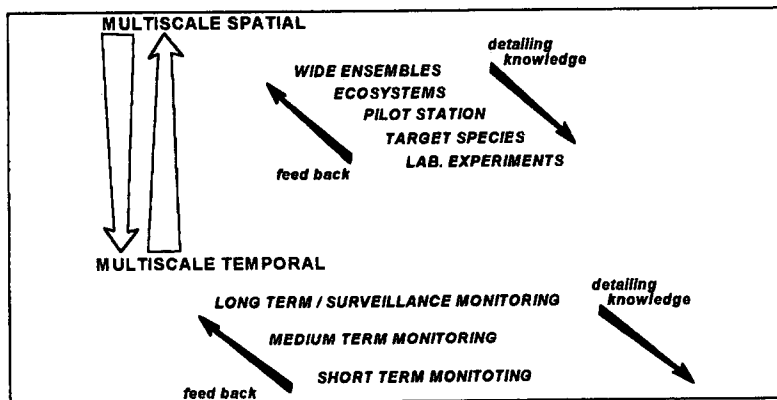 MULTISCALE SPATIAL
detailing
knowledge
WIDE ENSEMBLES
ECOSYSTEMS
PILOT STATION
TARGET SPECIES
LAB. EXPERIMENTS
feed back
MULTISCALE TEMPORAL
detailing
knowledge
LONG TERM / SURVEILLANCE MONITORING
MEDIUM TERM MONITORING
SHORT TERM MONITOTING
feed back